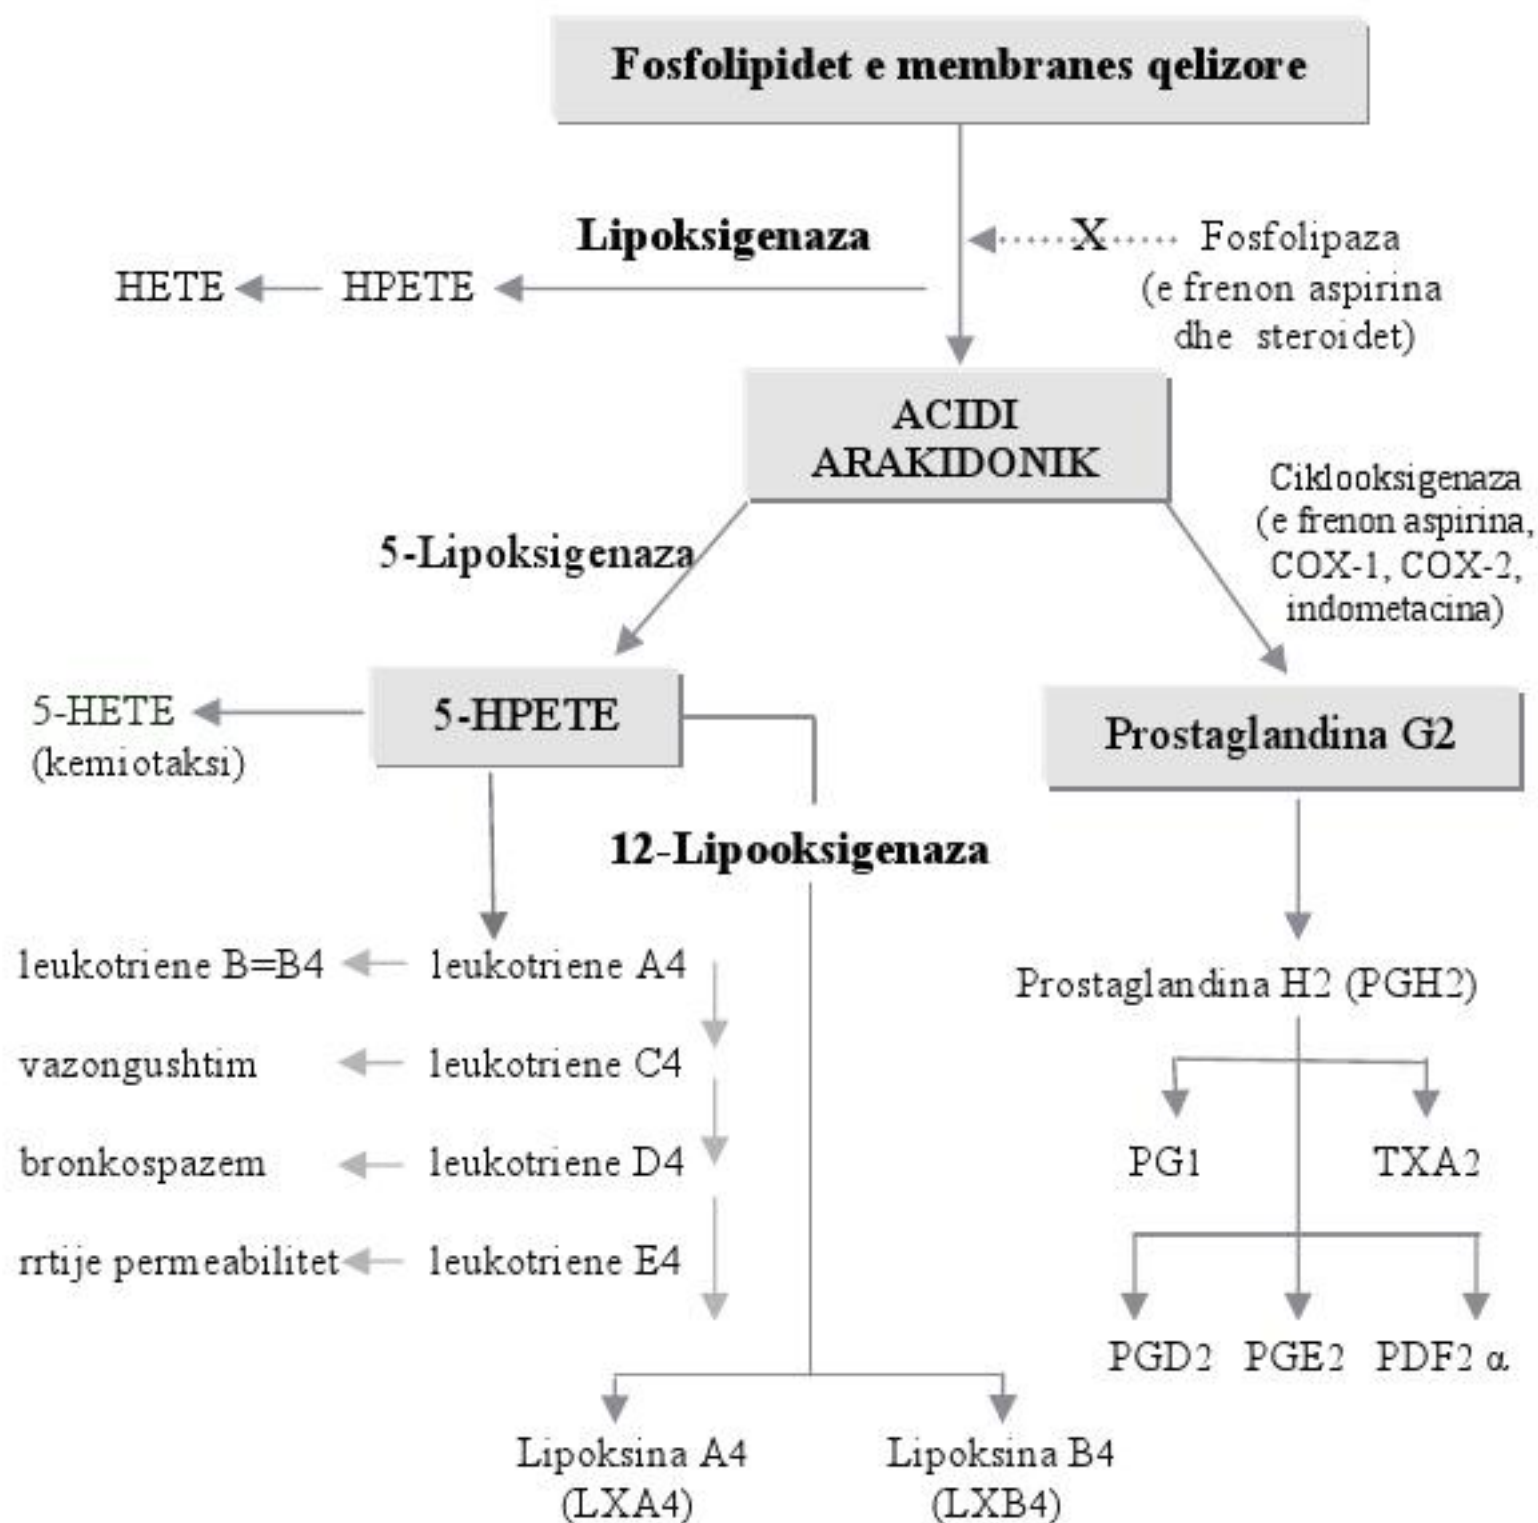 Fosfolipidet e membranes qelizore
Lipoksigenaza
X
Fosfolipaza
(e frenon aspirina
dhe steroidet)
HETE
HPETE
ACIDI
ARAKIDONIK
Ciklooksigenaza
(e frenon aspirina,
COX-1, COX-2,
indometacina)
5-Lipoksigenaza
5-HETE
(kemiotaksi)
5-HPETE
Prostaglandina G2
12-Lipooksigenaza
leukotriene B=B4
leukotriene A4
Prostaglandina H2 (PGH2)
vazongushtim
leukotriene C4
bronkospazem
leukotriene D4
PG1
TXA2
rrtije permeabilitet
leukotriene E4
PGD2
PGE2
PDF2 α
Lipoksina A4
(LXA4)
Lipoksina B4
(LXB4)